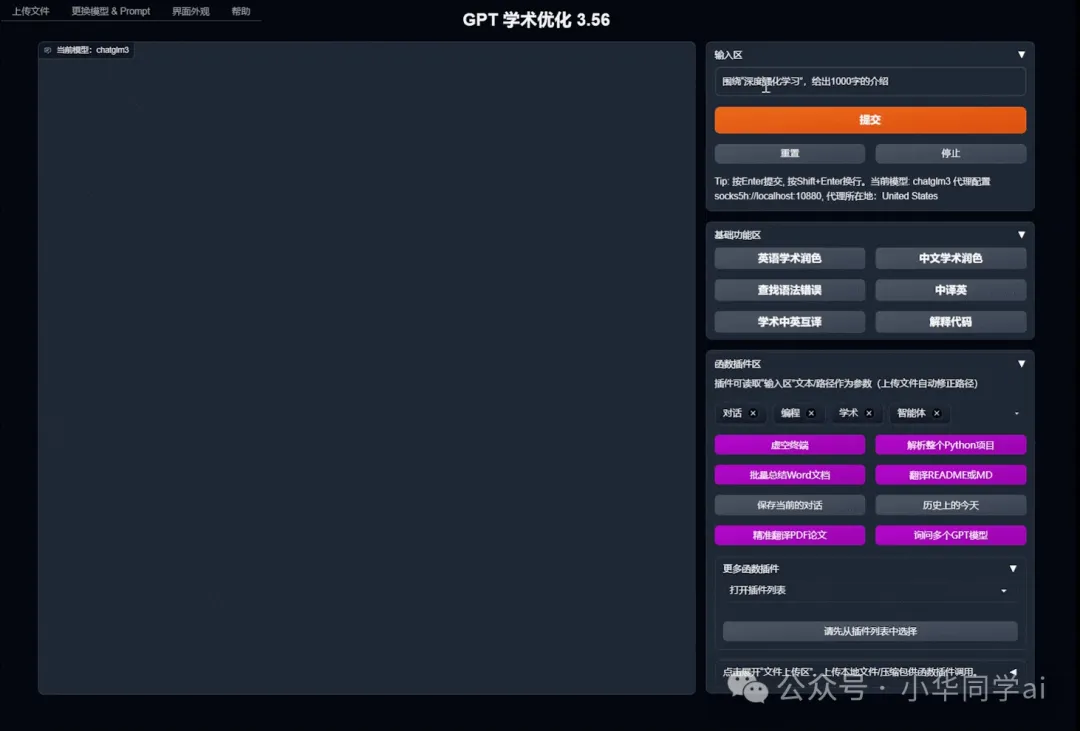 上传文件 更换模型 & Prompt 界面外观 帮助
GPT 学术优化 3.56
当前模型：chatglm3
输入区
围绕"深度强化学习"，给出1000字的介绍
提交
重置 停止
Tip: 按Enter提交, 按Shift+Enter换行。当前模型: chatglm3 代理配置
socks5h://localhost:10880, 代理所在地：United States
基础功能区
英语学术润色 中文学术润色
查找语法错误 中译英
学术中英互译 解释代码
函数插件区
插件可读取"输入区"文本/路径作为参数（上传文件自动修正路径）
对话 编程 学术 智能体
虚空终端 解析整个Python项目
批量总结Word文档 翻译README或MD
保存当前的对话 历史上的今天
精准翻译PDF论文 询问多个GPT模型
更多函数插件
打开插件列表
请先从插件列表中选择
点击展开"文件上传区"。上传本地文件/压缩包供函数插件调用。
公众号 · 小华同学ai